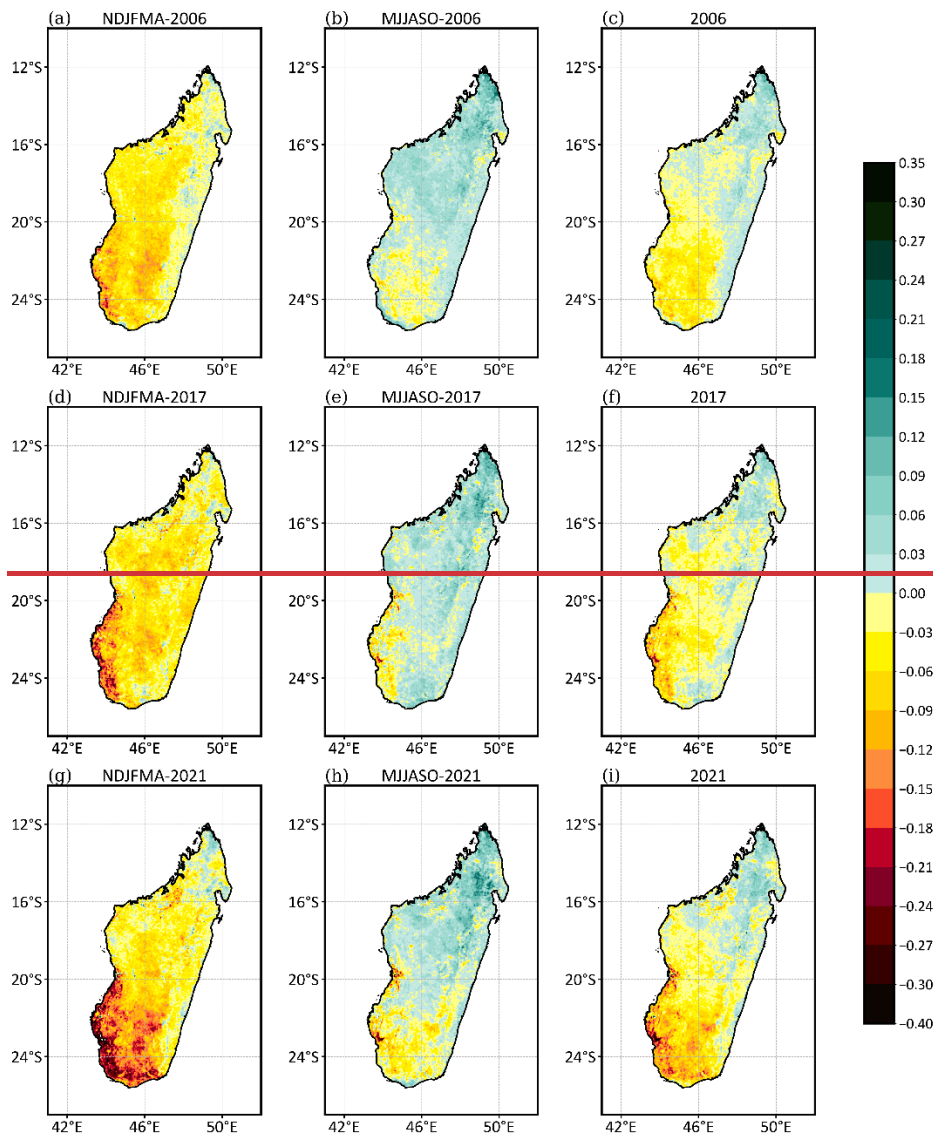 (a) NDJFMA-2006 (b) MJJASO-2006 (c) 2006
12°S 12°S 12°S
16°S 16°S 16°S
20°S 20°S 20°S
24°S 24°S 24°S
42°E 46°E 50°E 42°E 46°E 50°E 42°E 46°E 50°E
(d) NDJFMA-2017 (e) MJJASO-2017 (f) 2017
12°S 12°S 12°S
16°S 16°S 16°S
20°S 20°S 20°S
24°S 24°S 24°S
42°E 46°E 50°E 42°E 46°E 50°E 42°E 46°E 50°E
(g) NDJFMA-2021 (h) MJJASO-2021 (i) 2021
12°S 12°S 12°S
16°S 16°S 16°S
20°S 20°S 20°S
24°S 24°S 24°S
42°E 46°E 50°E 42°E 46°E 50°E 42°E 46°E 50°E
0.35
0.30
0.27
0.24
0.21
0.18
0.15
0.12
0.09
0.06
0.03
0.00
−0.03
−0.06
−0.09
−0.12
−0.15
−0.18
−0.21
−0.24
−0.27
−0.30
−0.40